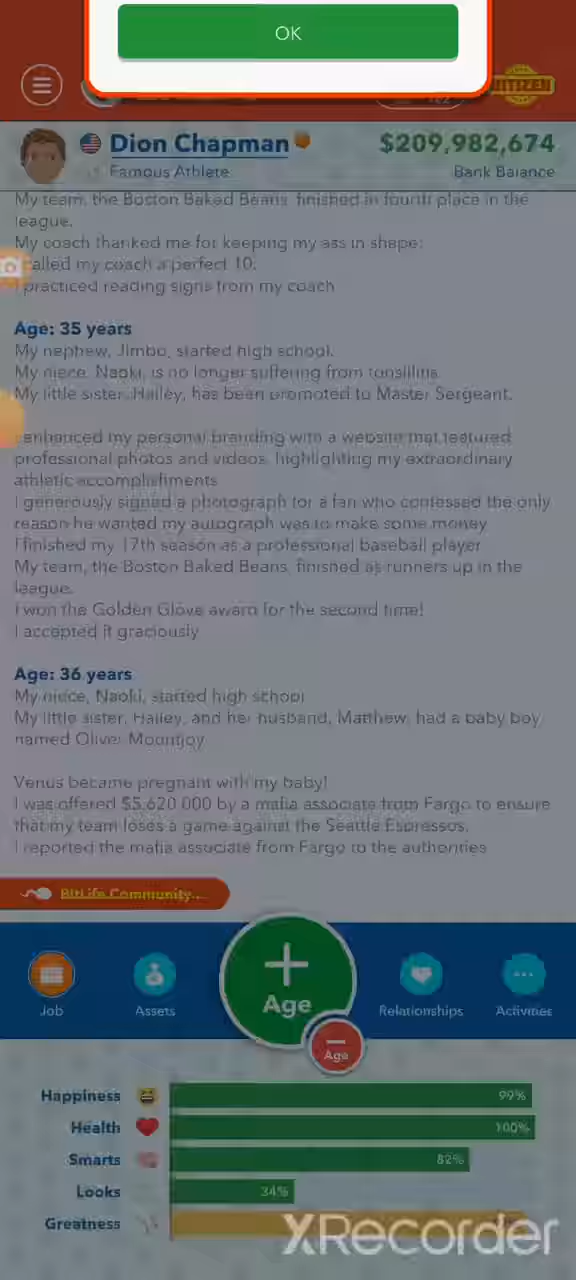 OK
Dion Chapman
$209,982,674
Famous Athlete
Bank Balance
My team, the Boston Baked Beans, finished in fourth place in the
league.
My coach thanked me for keeping my ass in shape.
called my coach a perfect 10.
practiced reading signs from my coach
Age: 35 years
My nephew, Jimbo, started high school.
My niece, Naoki, is no longer suffering from tonsillitis.
My little sister, Hailey, has been promoted to Master Sergeant.
enhanced my personal branding with a website that featured
professional photos and videos, highlighting my extraordinary
athletic accomplishments
I generously signed a photograph for a fan who confessed the only
reason he wanted my autograph was to make some money
I finished my 17th season as a professional baseball player
My team, the Boston Baked Beans, finished as runners up in the
league.
I won the Golden Glove award for the second time!
I accepted it graciously
Age: 36 years
My niece, Naoki, started high school
My little sister, Hailey, and her husband, Matthew, had a baby boy
named Oliver Mountjoy
Venus became pregnant with my baby!
I was offered $5,620,000 by a mafia associate from Fargo to ensure
that my team loses a game against the Seattle Espressos.
I reported the mafia associate from Fargo to the authorities
BitLife Community...
Age
Job
Assets
Relationships
Activities
Age
Happiness 99%
Health 100%
Smarts 82%
Looks 34%
Greatness
XRecorder